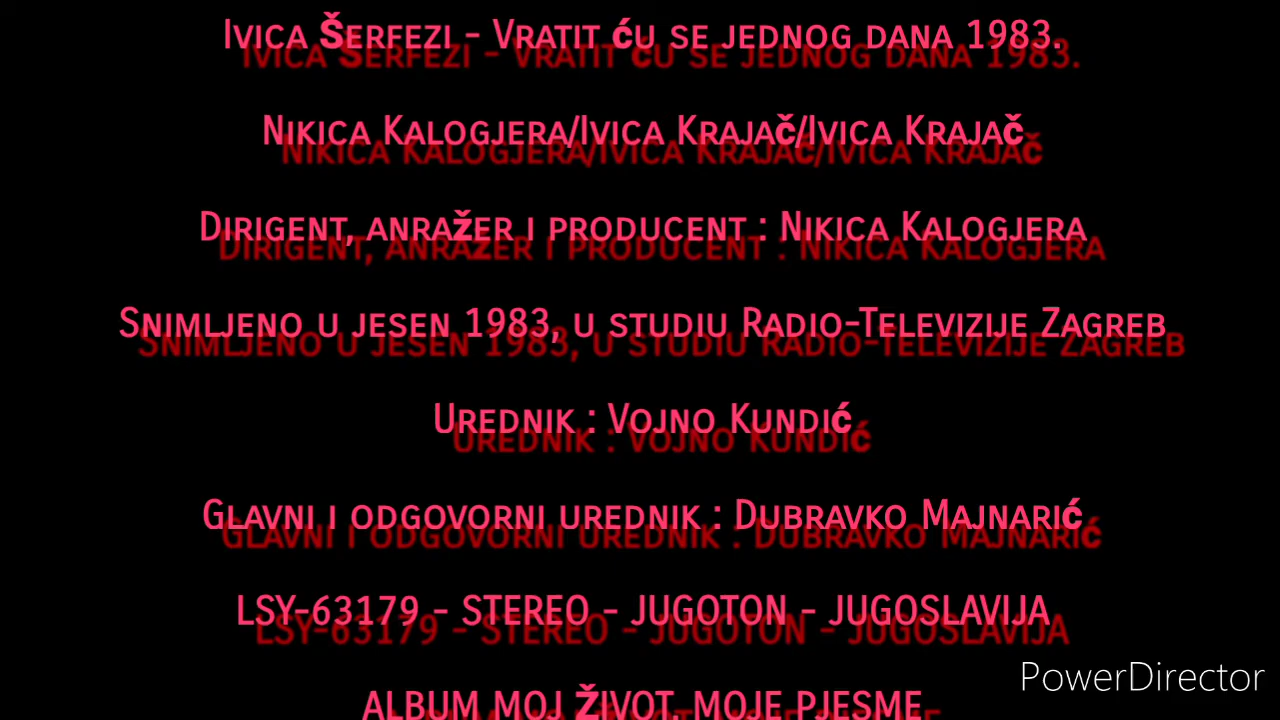 Ivica Šerfezi - Vratit ću se jednog dana 1983.
Nikica Kalogjera/Ivica Krajač/Ivica Krajač
Dirigent, anražer i producent : Nikica Kalogjera
Snimljeno u jesen 1983, u studiu Radio-Televizije Zagreb
Urednik : Vojno Kundić
Glavni i odgovorni urednik : Dubravko Majnarić
LSY-63179 - STEREO - JUGOTON - JUGOSLAVIJA
ALBUM MOJ ŽIVOT, MOJE PJESME
PowerDirector